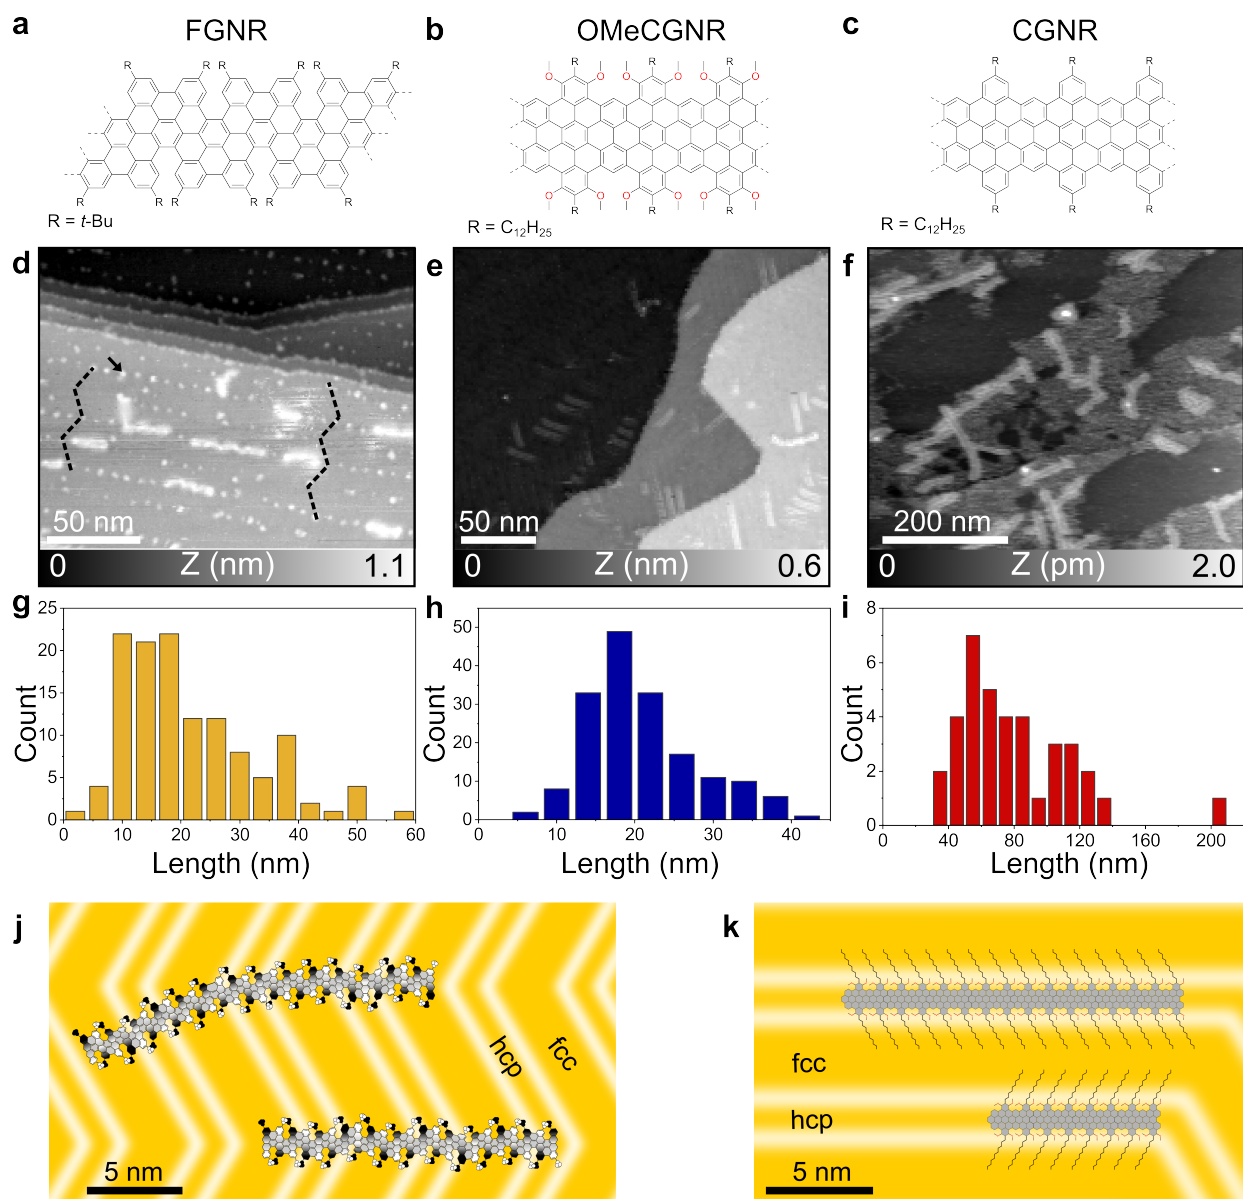 a FGNR
b OMeCGNR
c CGNR
R R R R R R
R R R R R R
R = t-Bu
O R O O R O O R O
O R O O R O O R O
R = C12H25
R R R
R R R
R = C12H25
d
50 nm
0 Z (nm) 1.1
e
50 nm
0 Z (nm) 0.6
f
200 nm
0 Z (pm) 2.0
g
25
20
15
10
5
0
Count
0 10 20 30 40 50 60
Length (nm)
h
50
40
30
20
10
0
Count
0 10 20 30 40
Length (nm)
i
8
6
4
2
0
Count
0 40 80 120 160 200
Length (nm)
j
hcp
fcc
5 nm
k
fcc
hcp
5 nm